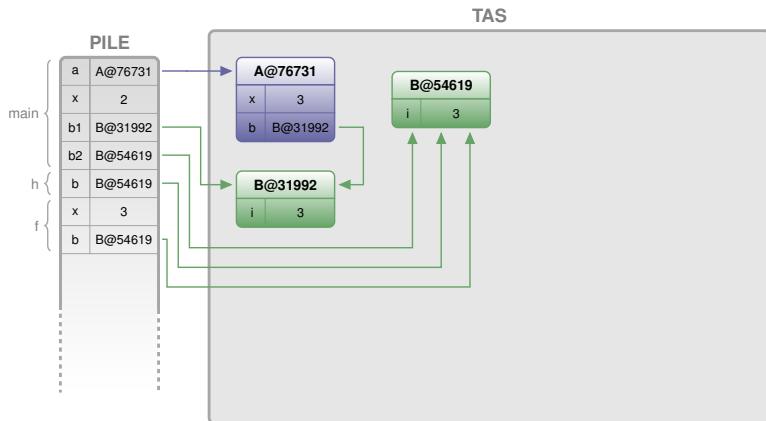 TAS
PILE
main
a A@76731
x 2
b1 B@31992
b2 B@54619
h
b B@54619
f
x 3
b B@54619
A@76731
x 3
b B@31992
B@31992
i 3
B@54619
i 3